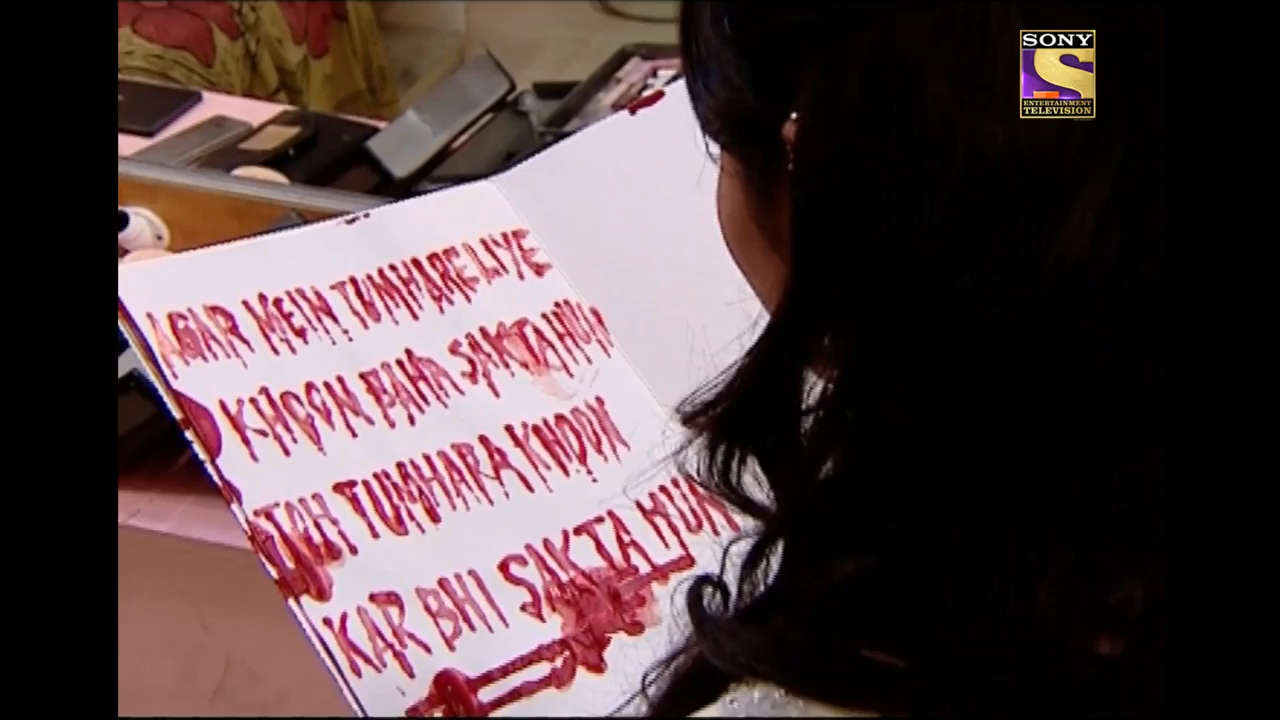 SONY
ENTERTAINMENT
TELEVISION
AGAR MEIN TUMHARE LIYE
KHOON BAHA SAKTA HUN
TOH TUMHARA KHOON
KAR BHI SAKTA HUN